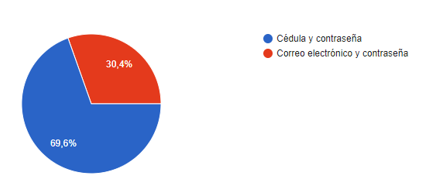 30,4%
69,6%
Cédula y contraseña
Correo electrónico y contraseña